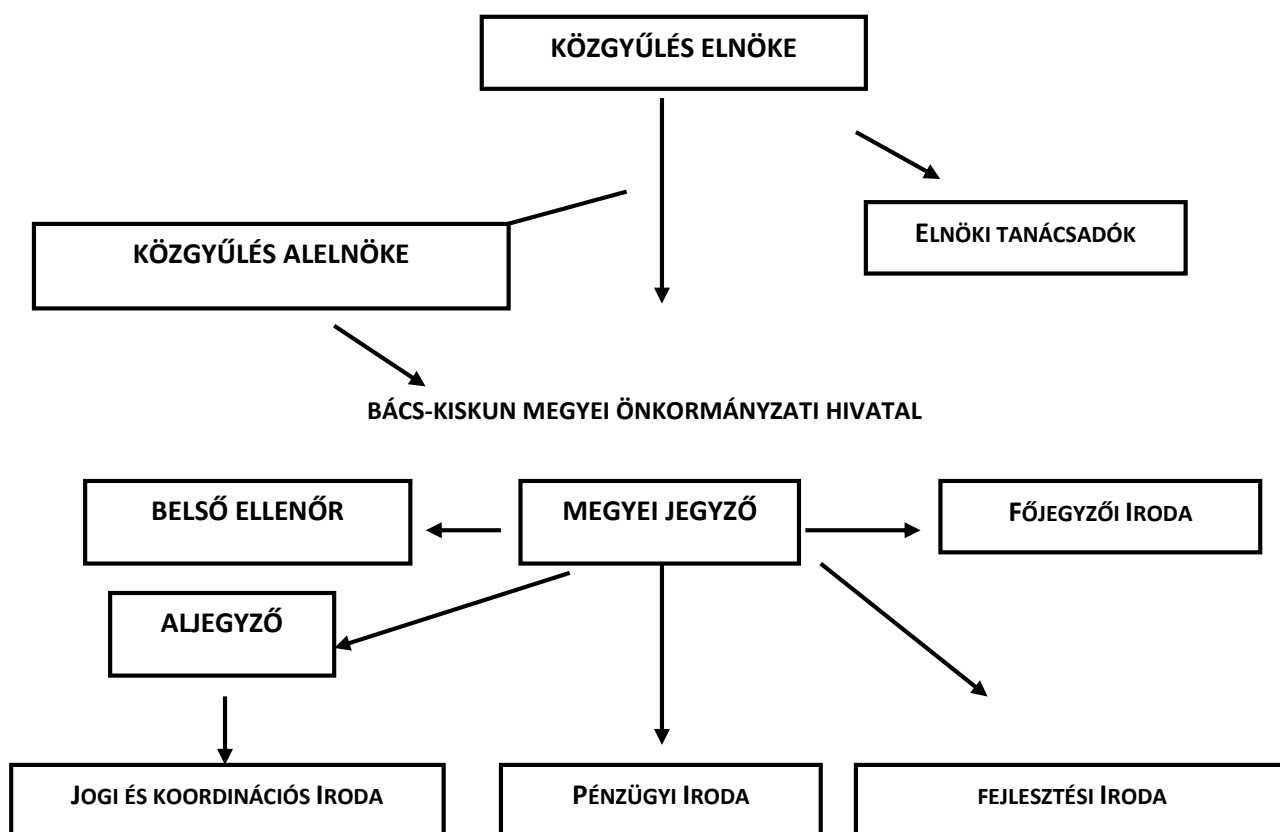 KÖZGYŰLÉS ELNÖKE
ELNÖKI TANÁCSADÓK
KÖZGYŰLÉS ALELNÖKE
BÁCS-KISKUN MEGYEI ÖNKORMÁNYZATI HIVATAL
BELSŐ ELLENŐR
MEGYEI JEGYZŐ
FŐJEGYZŐI IRODA
ALJEGYZŐ
JOGI ÉS KOORDINÁCIÓS IRODA
PÉNZÜGYI IRODA
FEJLESZTÉSI IRODA